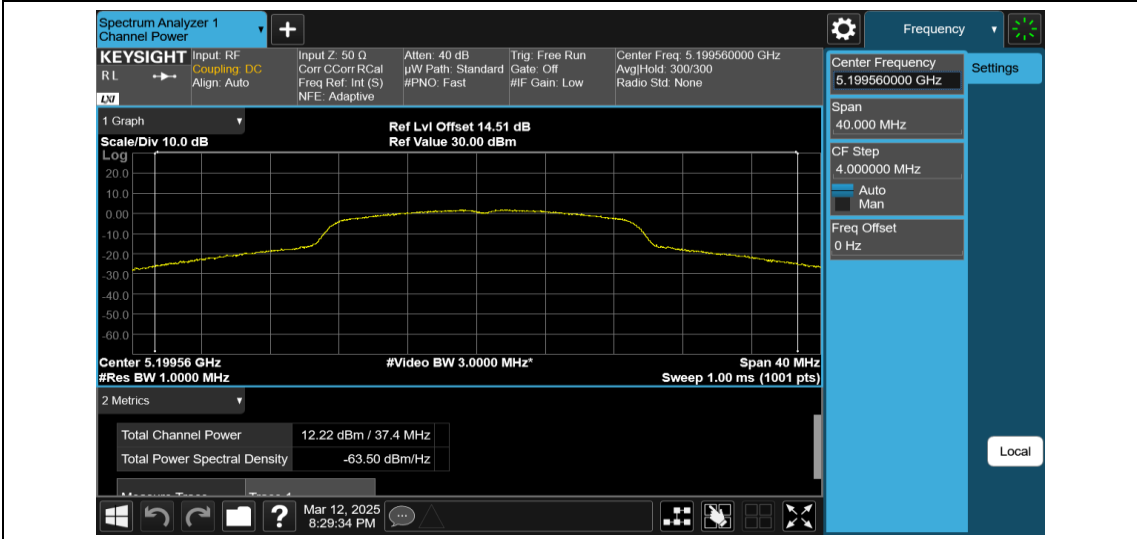 Spectrum Analyzer 1
Channel Power
Frequency
KEYSIGHT
R L
LXI
Input: RF
Coupling: DC
Align: Auto
Input Z: 50 Ω
Corr CCorr RCal
Freq Ref: Int (S)
NFE: Adaptive
Atten: 40 dB
µW Path: Standard
#PNO: Fast
Trig: Free Run
Gate: Off
#IF Gain: Low
Center Freq: 5.199560000 GHz
Avg|Hold: 300/300
Radio Std: None
1 Graph
Scale/Div 10.0 dB
Ref Lvl Offset 14.51 dB
Ref Value 30.00 dBm
Log
20.0
10.0
0.00
-10.0
-20.0
-30.0
-40.0
-50.0
-60.0
Center 5.19956 GHz
#Res BW 1.0000 MHz
#Video BW 3.0000 MHz*
Span 40 MHz
Sweep 1.00 ms (1001 pts)
2 Metrics
Total Channel Power 12.22 dBm / 37.4 MHz
Total Power Spectral Density -63.50 dBm/Hz
Center Frequency
5.199560000 GHz
Span
40.000 MHz
CF Step
4.000000 MHz
Auto
Man
Freq Offset
0 Hz
Settings
Local
?
Mar 12, 2025
8:29:34 PM